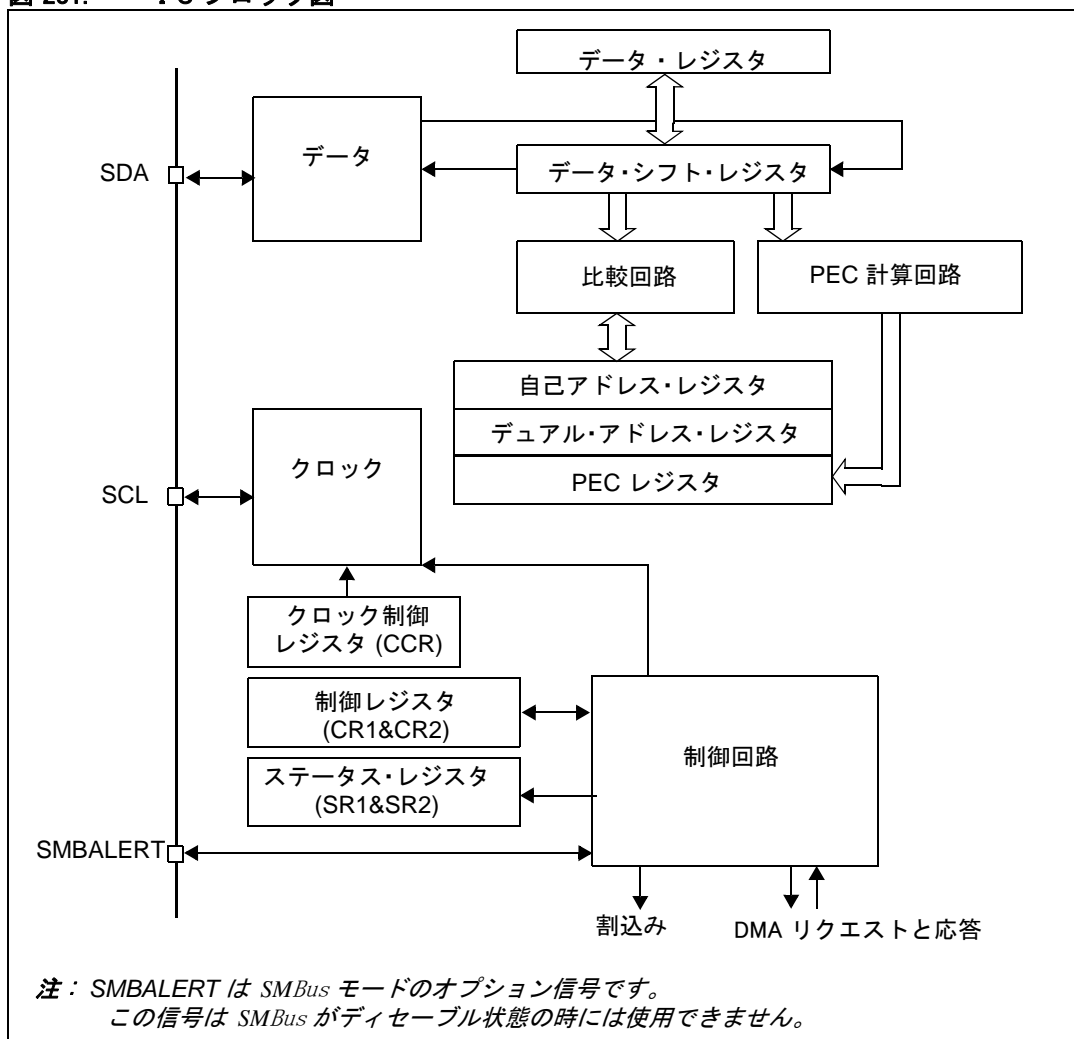 データ・レジスタ
データ
SDA
データ・シフト・レジスタ
比較回路
PEC 計算回路
自己アドレス・レジスタ
デュアル・アドレス・レジスタ
PEC レジスタ
クロック
SCL
クロック制御
レジスタ (CCR)
制御レジスタ
(CR1&CR2)
制御回路
ステータス・レジスタ
(SR1&SR2)
SMBALERT
割込み
DMA リクエストと応答
注： SMBALERT は SMBus モードのオプション信号です。
この信号は SMBus がディセーブル状態の時には使用できません。